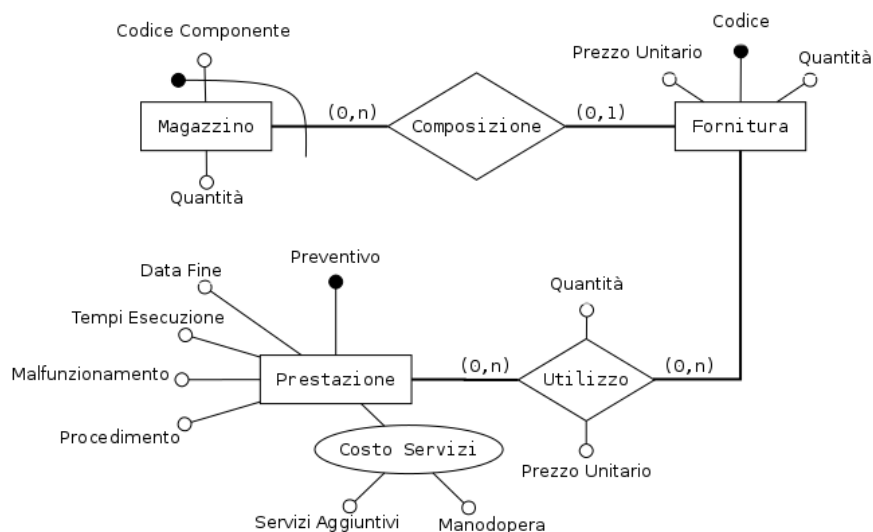 Codice Componente
Prezzo Unitario
Codice
Quantità
Magazzino
(0,n)
Composizione
(0,1)
Fornitura
Quantità
Data Fine
Preventivo
Quantità
Tempi Esecuzione
Malfunzionamento
Prestazione
(0,n)
Utilizzo
(0,n)
Procedimento
Costo Servizi
Prezzo Unitario
Servizi Aggiuntivi
Manodopera